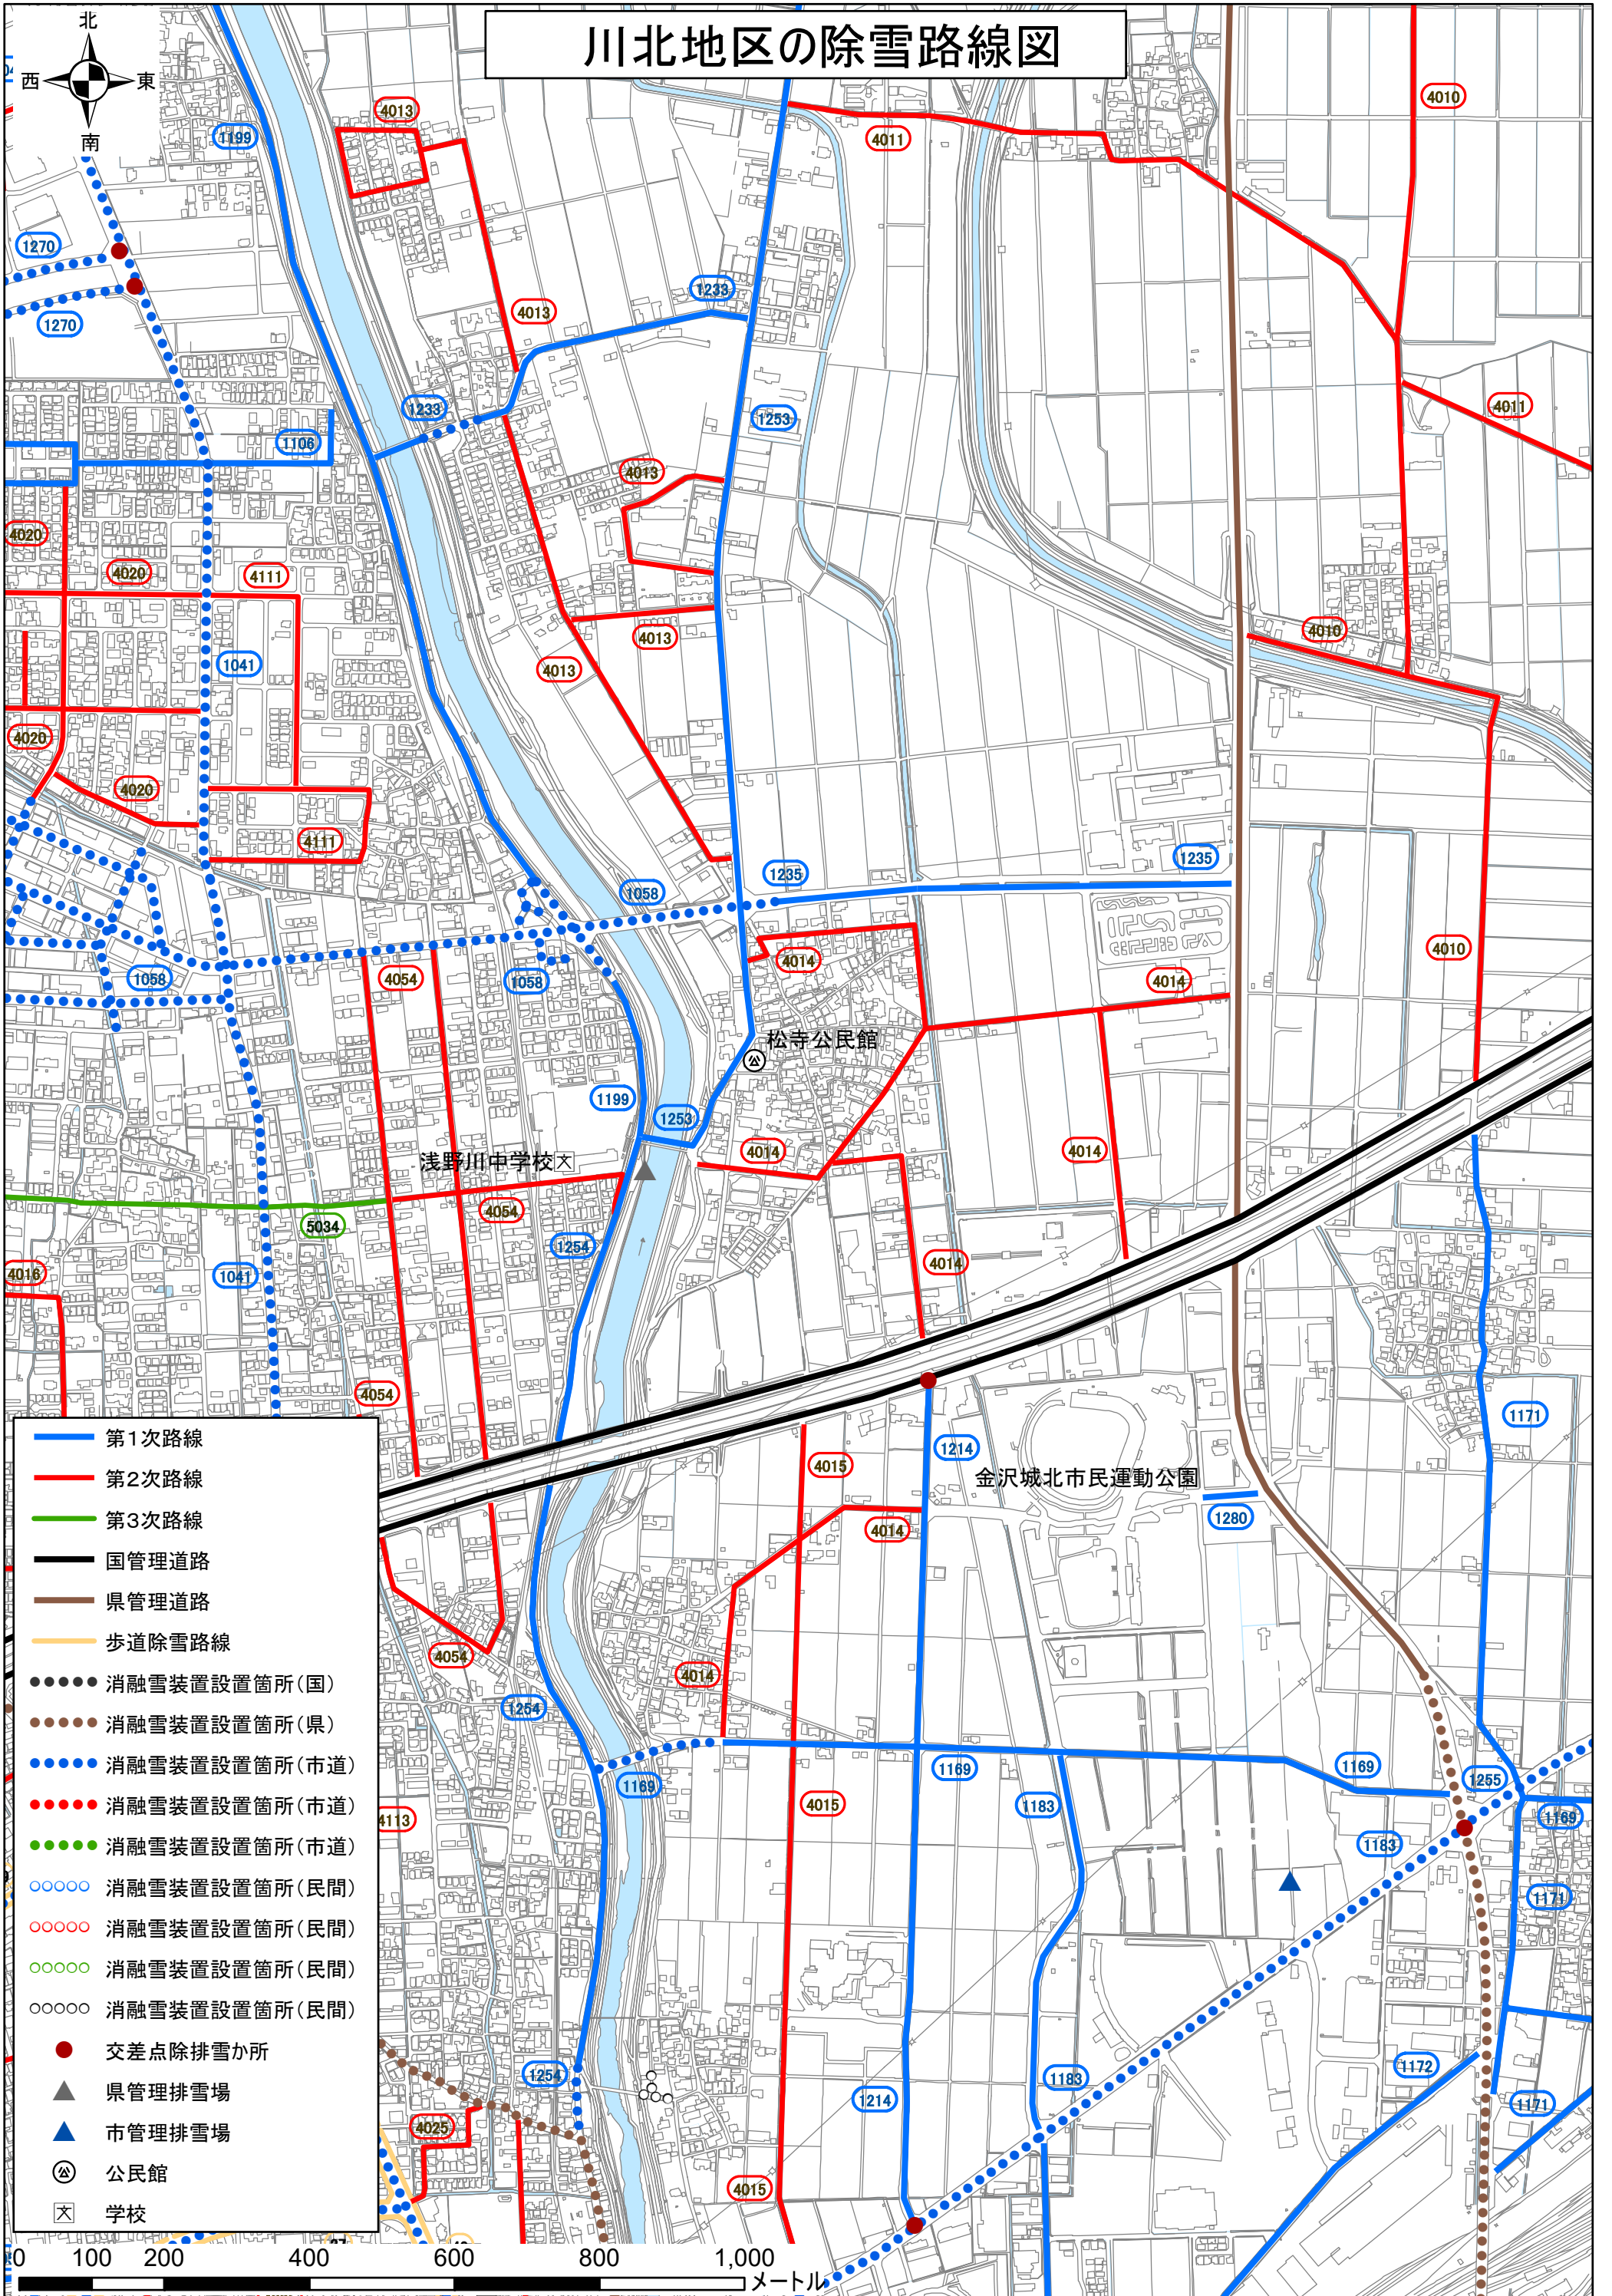 川北地区の除雪路線図
北
西 東
南
4013
4010
1199
4011
1270
1233
4013
1270
1233
4011
1253
1106
4013
4020
4020
4111
4010
4013
1041
4013
4020
4020
4111
1235
1235
1058
4010
4014
4054
1058
1058
4014
松寺公民館
1199
1253
4014
4014
浅野川中学校
文
4054
5034
1254
4014
4016
1041
4054
1171
1214
4015
金沢城北市民運動公園
1280
4014
4054
4014
1254
1169
1169
1169
1255
1183
4015
4113
1169
1183
1171
1172
1183
1254
1214
1171
4025
4015
第1次路線
第2次路線
第3次路線
国管理道路
県管理道路
歩道除雪路線
消融雪装置設置箇所(国)
消融雪装置設置箇所(県)
消融雪装置設置箇所(市道)
消融雪装置設置箇所(市道)
消融雪装置設置箇所(市道)
消融雪装置設置箇所(民間)
消融雪装置設置箇所(民間)
消融雪装置設置箇所(民間)
消融雪装置設置箇所(民間)
交差点除排雪か所
県管理排雪場
市管理排雪場
公 公民館
文 学校
0 100 200 400 600 800 1,000
メートル